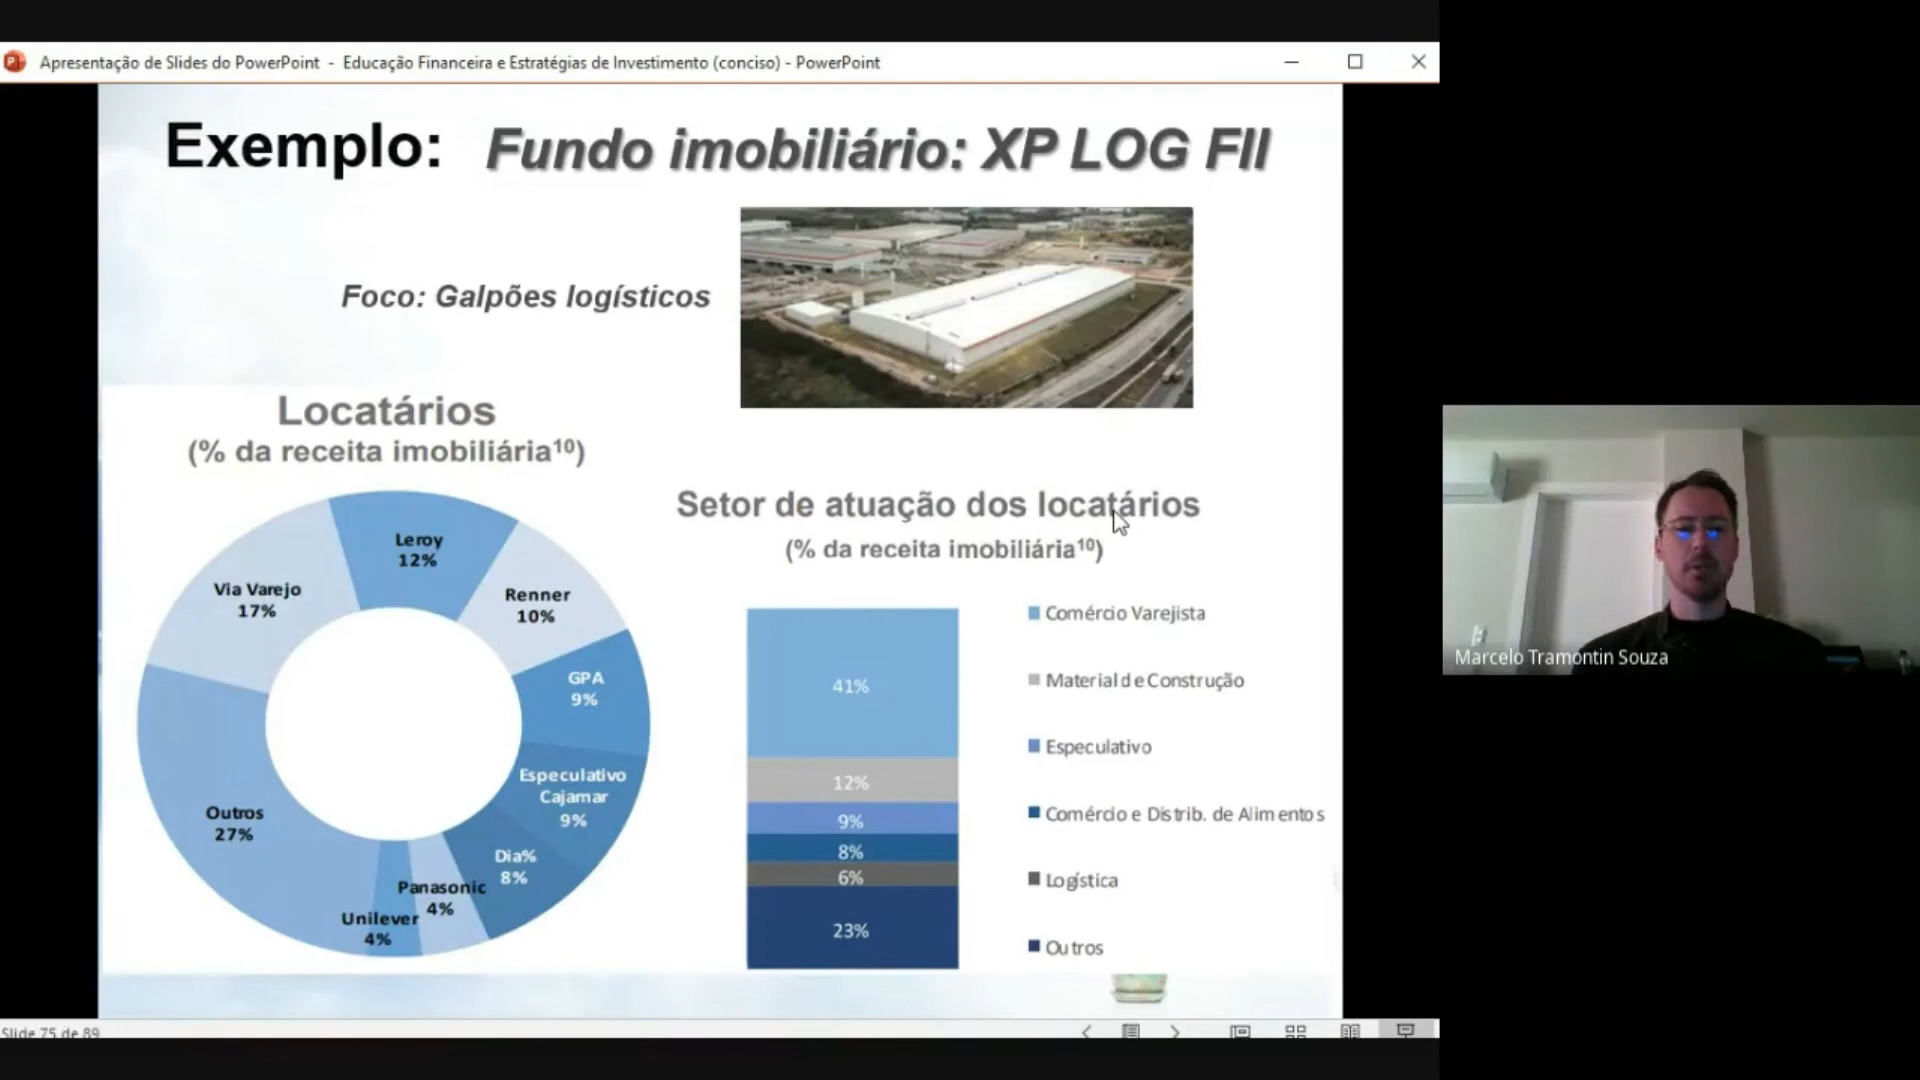 Apresentação de Slides do PowerPoint - Educação Financeira e Estratégias de Investimento (conciso) - PowerPoint
Exemplo: Fundo imobiliário: XP LOG FII
Foco: Galpões logísticos
Locatários
(% da receita imobiliária¹⁰)
Leroy
12%
Renner
10%
GPA
9%
Especulativo
Cajamar
9%
Dia%
8%
Panasonic
4%
Unilever
4%
Outros
27%
Via Varejo
17%
Setor de atuação dos locatários
(% da receita imobiliária¹⁰)
41%
12%
9%
8%
6%
23%
Comércio Varejista
Material de Construção
Especulativo
Comércio e Distrib. de Alimentos
Logística
Outros
Marcelo Tramontin Souza
Slide 75 de 89